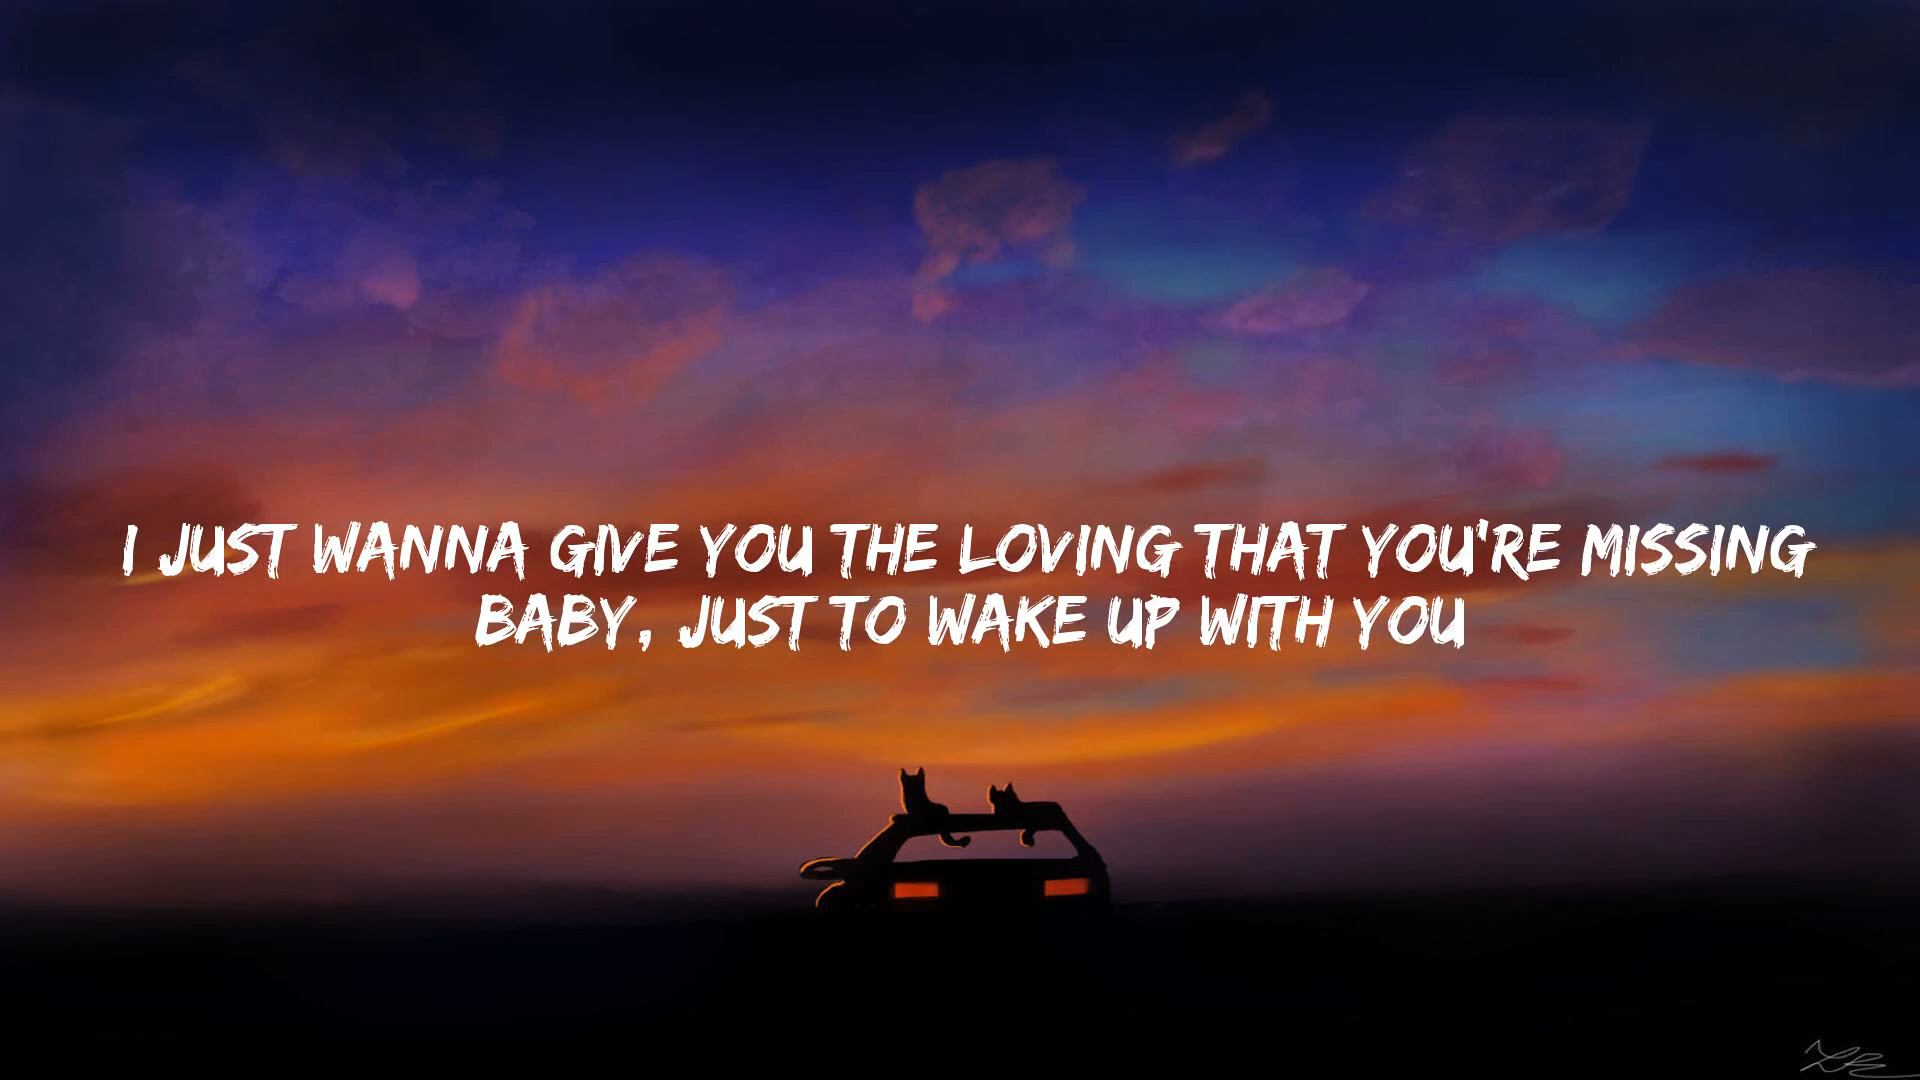 I JUST WANNA GIVE YOU THE LOVING THAT YOU'RE MISSING
BABY, JUST TO WAKE UP WITH YOU